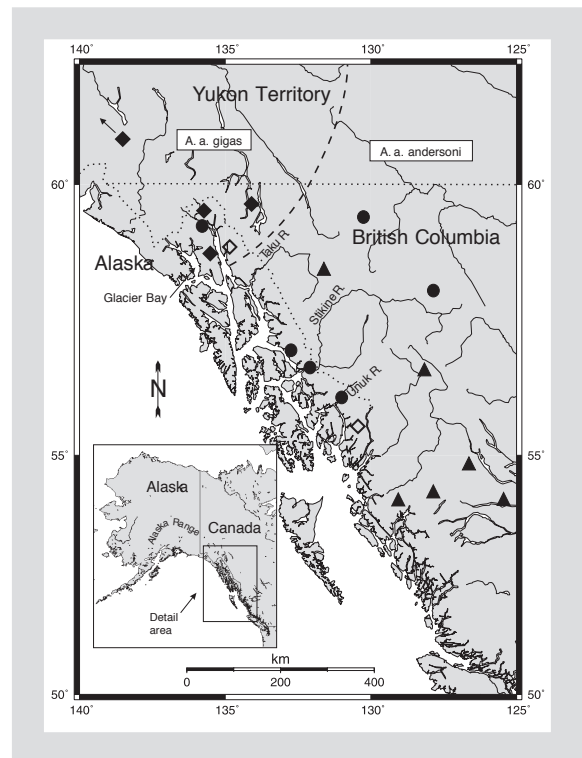 140˚ 135˚ 130˚ 125˚
Yukon Territory
A. a. gigas
A. a. andersoni
60˚ 60˚
British Columbia
Alaska
Taku R
Glacier Bay
Stikine R.
Unuk R.
N
55˚ 55˚
Alaska
Alaska Range
Canada
Detail
area
km
0 200 400
50˚ 50˚
140˚ 135˚ 130˚ 125˚